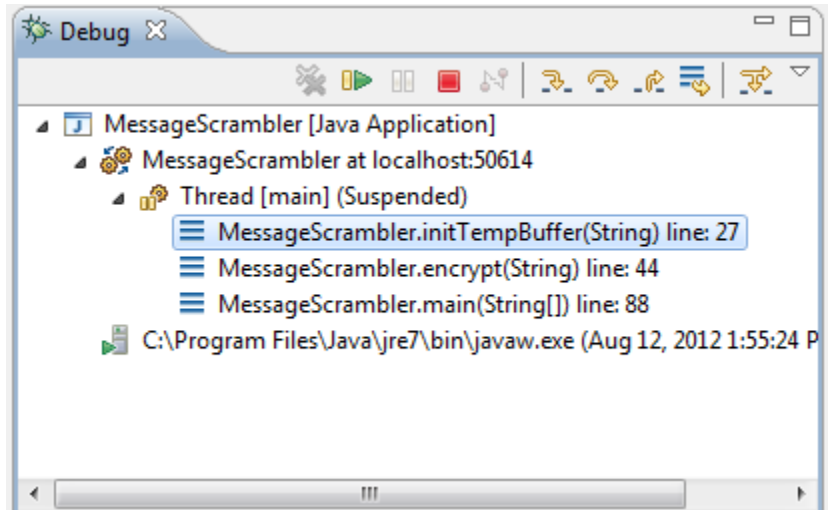 Debug
MessageScrambler [Java Application]
MessageScrambler at localhost:50614
Thread [main] (Suspended)
MessageScrambler.initTempBuffer(String) line: 27
MessageScrambler.encrypt(String) line: 44
MessageScrambler.main(String[]) line: 88
C:\Program Files\Java\jre7\bin\javaw.exe (Aug 12, 2012 1:55:24 P